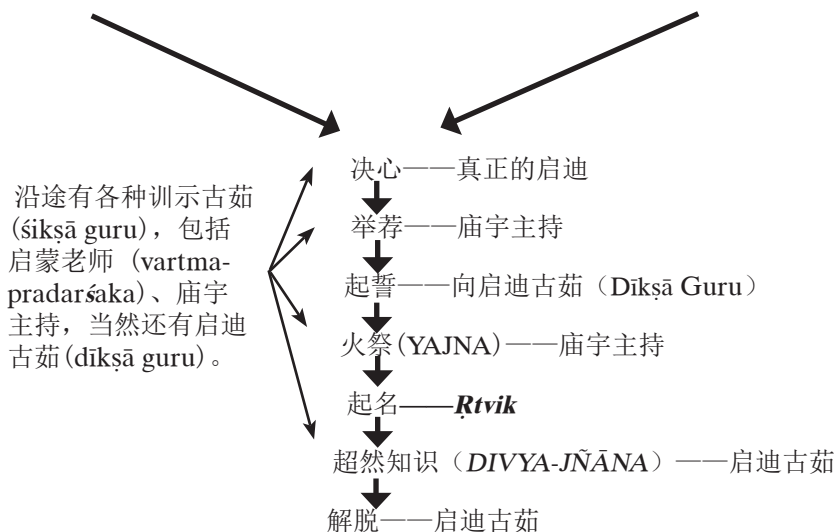 决心——真正的启迪
沿途有各种训示古茹
(śikṣā guru)，包括
启蒙老师 (vartma-
pradarśaka)、庙宇
主持，当然还有启迪
古茹(dīkṣā guru)。
举荐——庙宇主持
起誓——向启迪古茹（Dīkṣā Guru）
火祭(YAJNA)——庙宇主持
起名——Ṛtvik
超然知识（DIVYA-JÑĀNA）——启迪古茹
解脱——启迪古茹